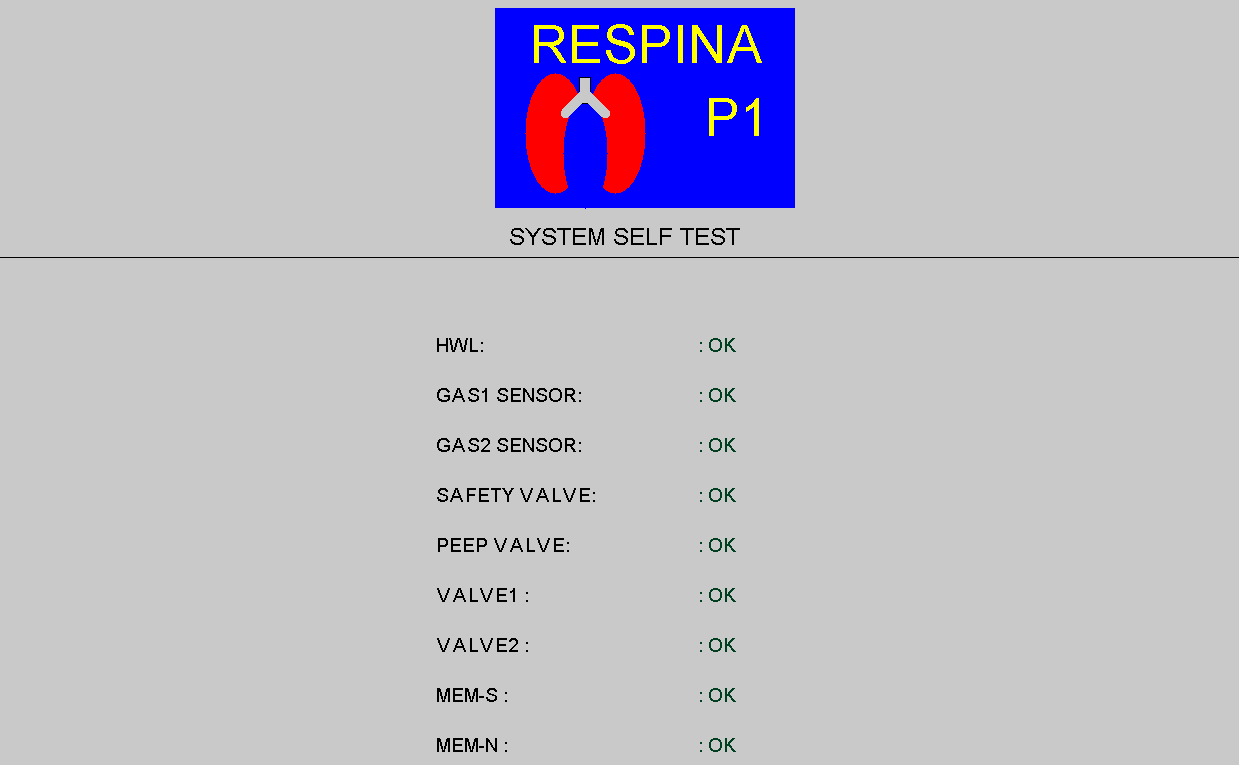 RESPINA
P1
SYSTEM SELF TEST
HWL: : OK
GAS1 SENSOR: : OK
GAS2 SENSOR: : OK
SAFETY VALVE: : OK
PEEP VALVE: : OK
VALVE1 : : OK
VALVE2 : : OK
MEM-S : : OK
MEM-N : : OK